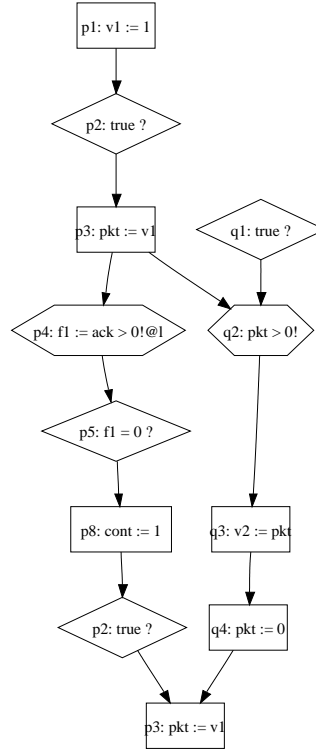 p1: v1 := 1
p2: true ?
p3: pkt := v1
q1: true ?
p4: f1 := ack > 0!@l
q2: pkt > 0!
p5: f1 = 0 ?
p8: cont := 1
q3: v2 := pkt
p2: true ?
q4: pkt := 0
p3: pkt := v1